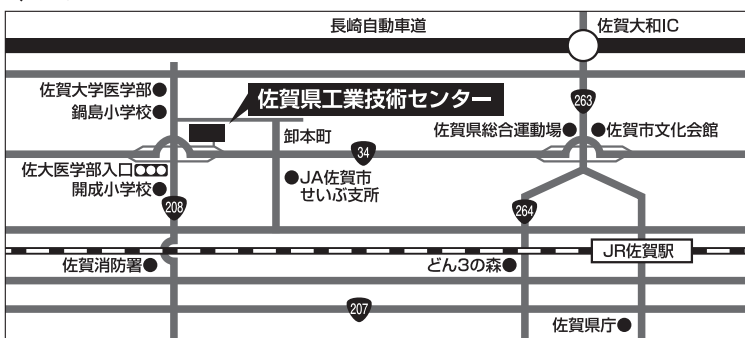 長崎自動車道
佐賀大和IC
佐賀大学医学部
鍋島小学校
佐賀県工業技術センター
263
卸本町
佐賀県総合運動場
佐賀市文化会館
34
佐大医学部入口
開成小学校
JA佐賀市
せいぶ支所
208
264
佐賀消防署
どん3の森
JR佐賀駅
207
佐賀県庁